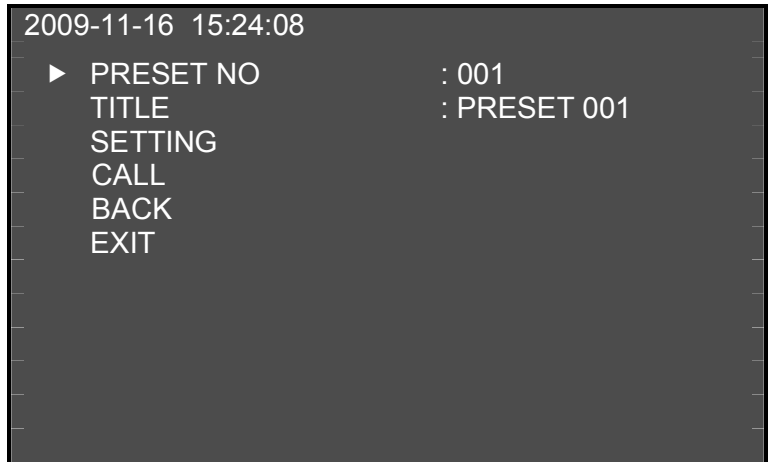 2009-11-16 15:24:08
▶ PRESET NO : 001
TITLE : PRESET 001
SETTING
CALL
BACK
EXIT